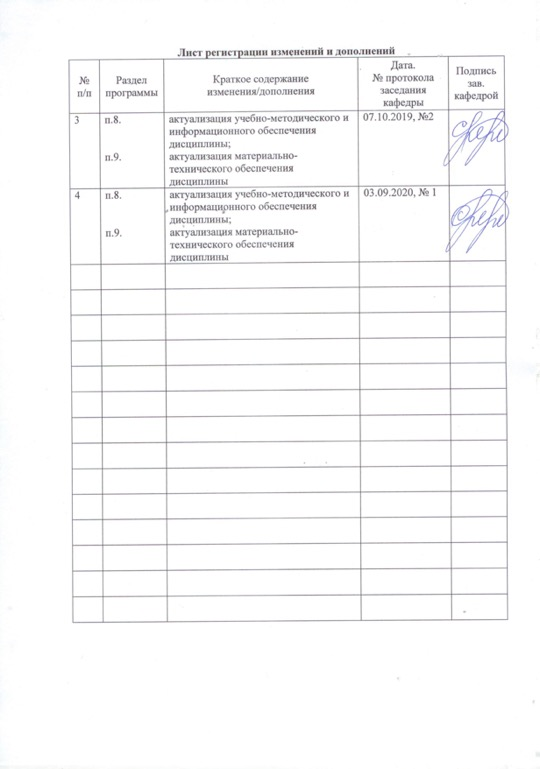 Лист регистрации изменений и дополнений
№ п/п
Раздел программы
Краткое содержание изменения/дополнения
Дата. № протокола заседания кафедры
Подпись зав. кафедрой
3
п.8.
актуализация учебно-методического и
информационного обеспечения
дисциплины;
07.10.2019, №2
п.9.
актуализация материально-
технического обеспечения
дисциплины
4
п.8.
актуализация учебно-методического и
информационного обеспечения
дисциплины;
03.09.2020, № 1
п.9.
актуализация материально-
технического обеспечения
дисциплины